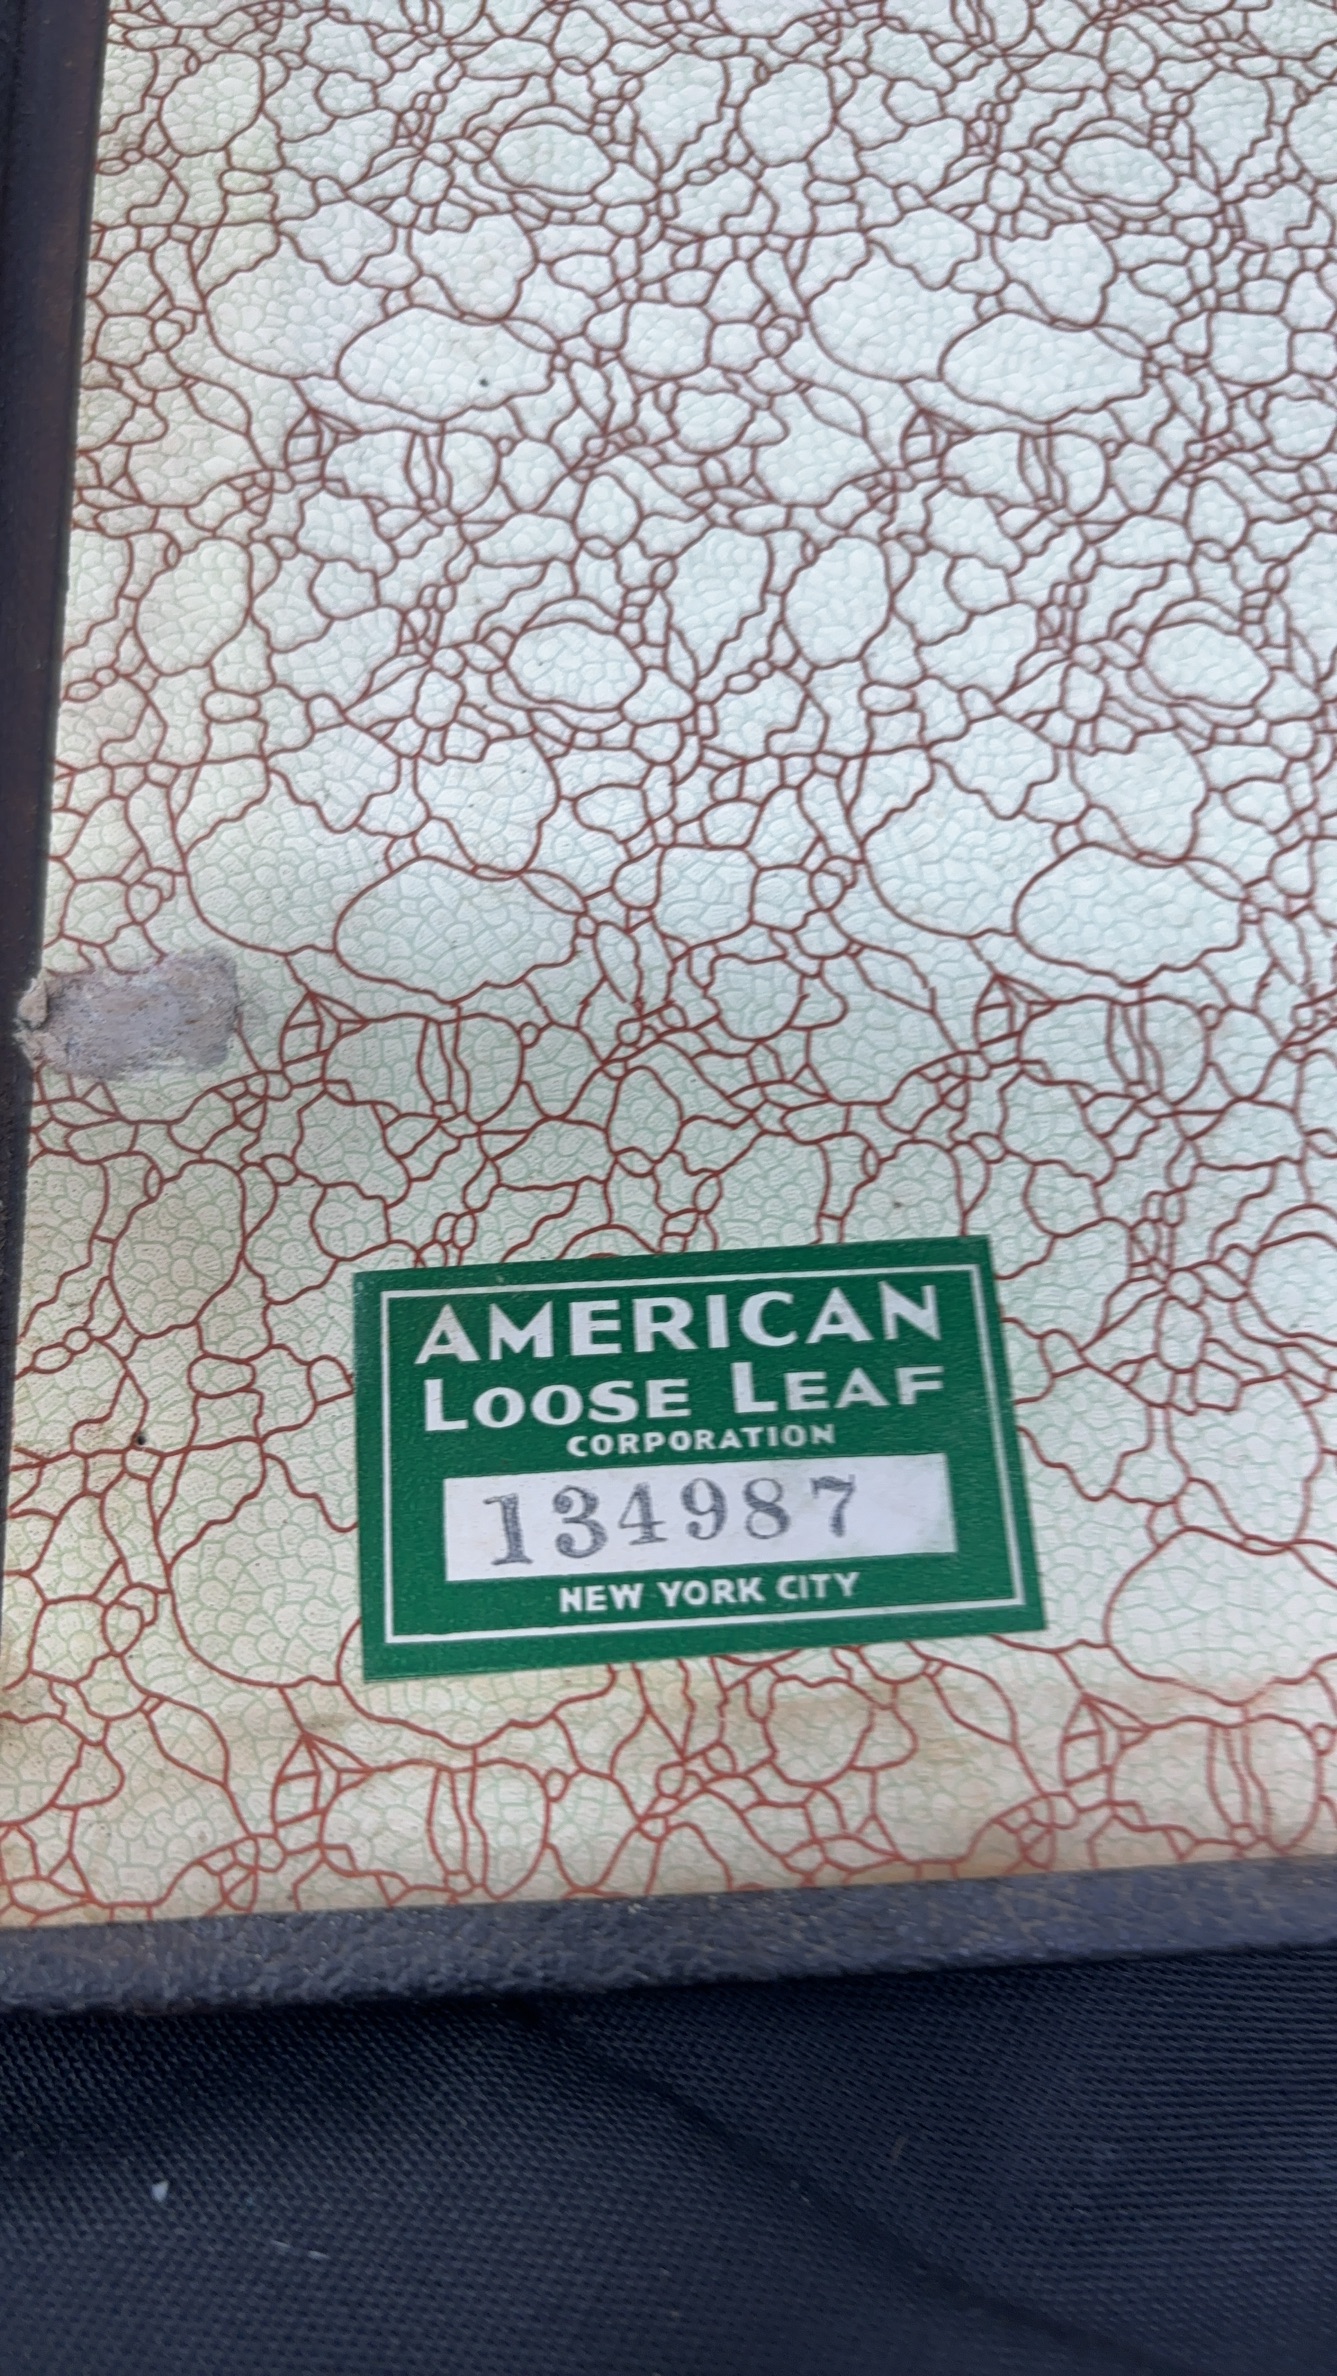 AMERICAN
LOOSE LEAF
CORPORATION
134987
NEW YORK CITY